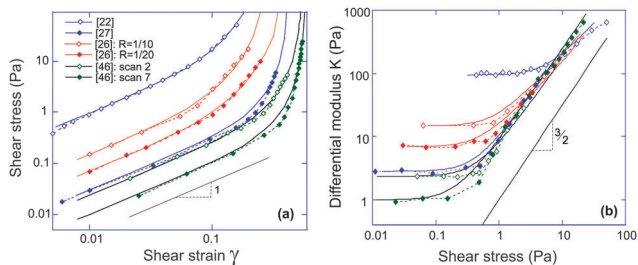 [22]
[27]
[26]: R=1/10
[26]: R=1/20
[46]: scan 2
[46]: scan 7
Shear stress (Pa)
10
1
0.1
0.01
0.01
0.1
1
(a)
Shear strain γ
Differential modulus K (Pa)
1000
100
10
1
3/2
(b)
0.01
0.1
1
10
100
Shear stress (Pa)